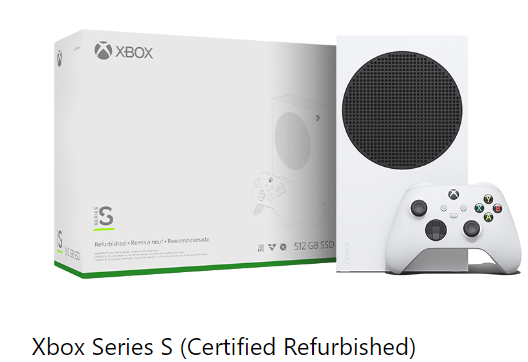 XBOX
SERIES
S
Refurbished • Remis à neuf • Reacondicionado
512 GB SSD
Xbox Series S (Certified Refurbished)